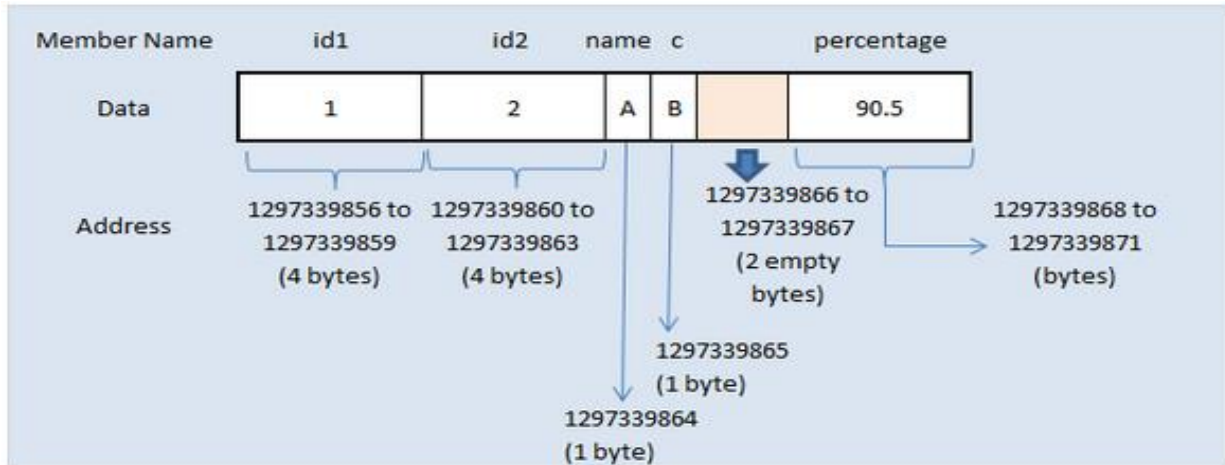 Member Name id1 id2 name c percentage
Data 1 2 A B 90.5
Address
1297339856 to
1297339859
(4 bytes)
1297339860 to
1297339863
(4 bytes)
1297339866 to
1297339867
(2 empty
bytes)
1297339868 to
1297339871
(bytes)
1297339865
(1 byte)
1297339864
(1 byte)